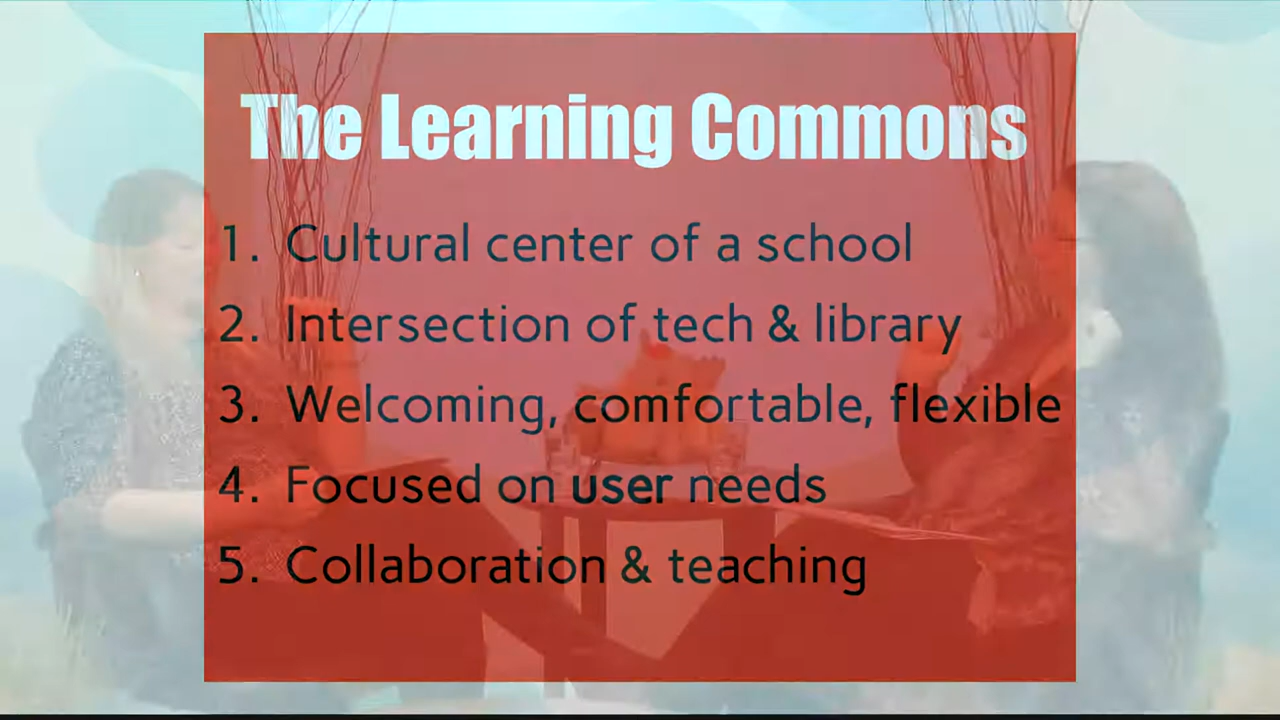 The Learning Commons
1. Cultural center of a school
2. Intersection of tech & library
3. Welcoming, comfortable, flexible
4. Focused on user needs
5. Collaboration & teaching